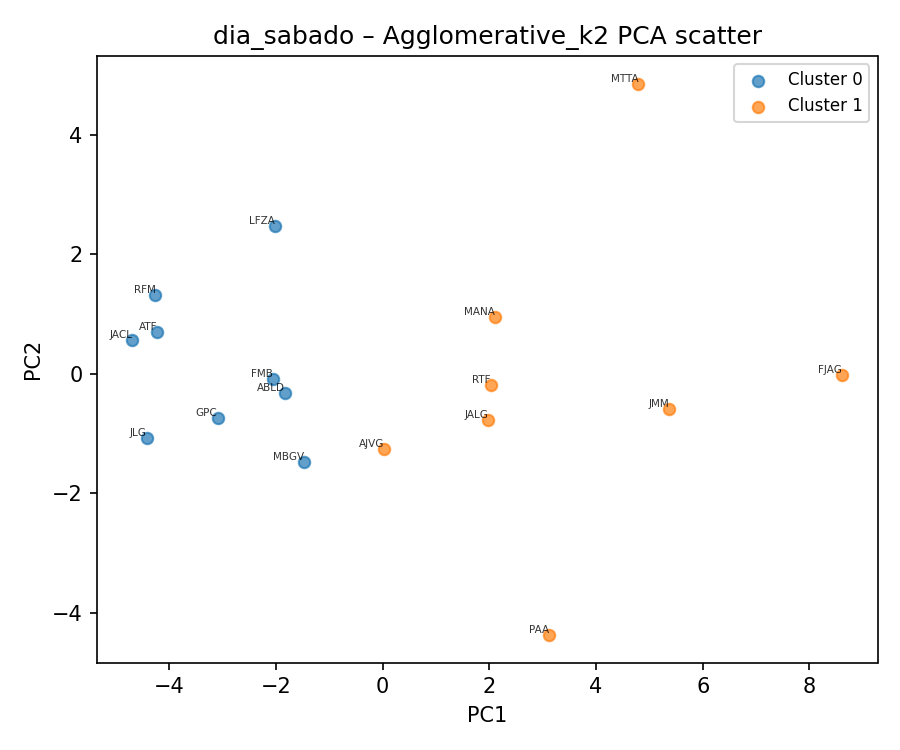 dia_sabado – Agglomerative_k2 PCA scatter
Cluster 0
Cluster 1
MTTA
LFZA
RFM
ATF
JACL
MANA
FMB
ABLD
RTF
FJAG
GPC
JMM
JALG
JLG
AJVG
MBGV
PAA
4
2
0
−2
−4
PC2
−4
−2
0
2
4
6
8
PC1